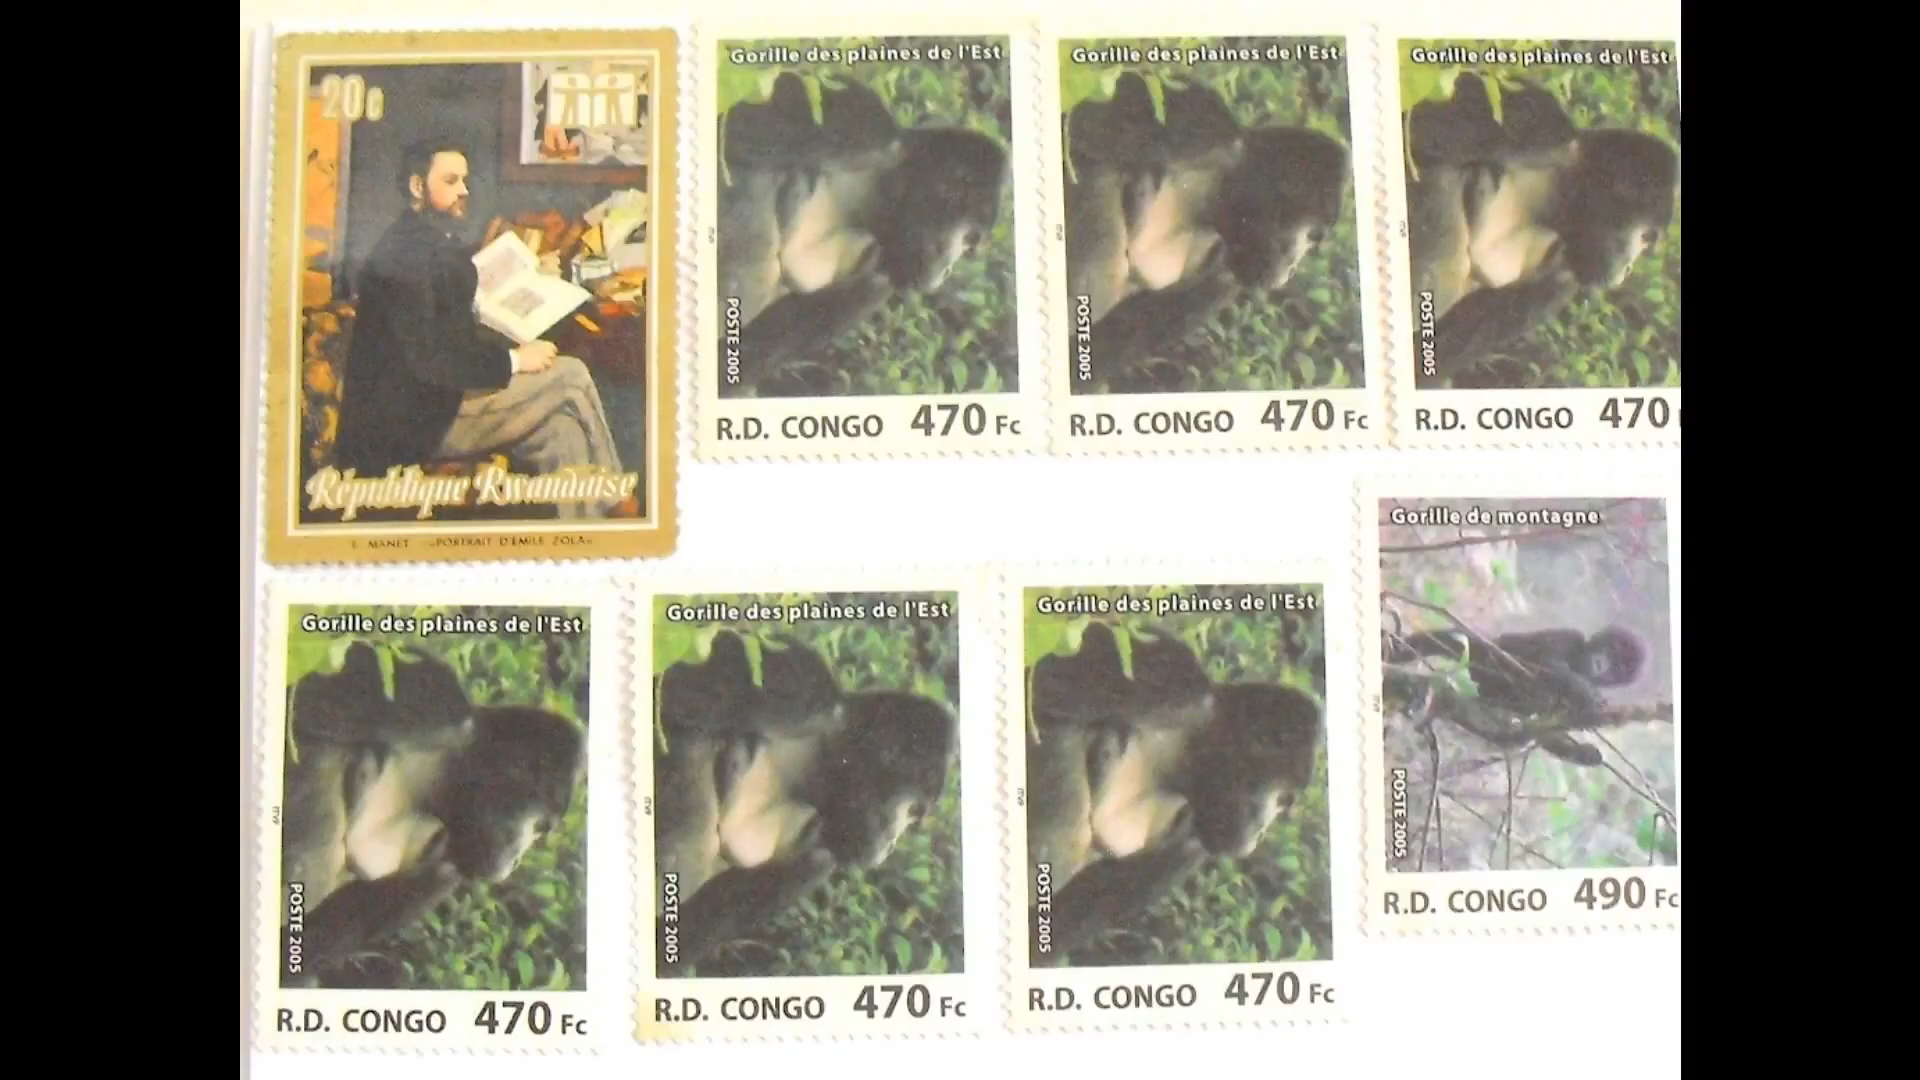 20c
République Rwandaise
E. MANET «PORTRAIT D'EMILE ZOLA»
Gorille des plaines de l'Est
POSTE 2005
R.D. CONGO 470 Fc
Gorille des plaines de l'Est
POSTE 2005
R.D. CONGO 470 Fc
Gorille des plaines de l'Est
POSTE 2005
R.D. CONGO 470
Gorille des plaines de l'Est
POSTE 2005
R.D. CONGO 470 Fc
Gorille des plaines de l'Est
POSTE 2005
R.D. CONGO 470 Fc
Gorille des plaines de l'Est
POSTE 2005
R.D. CONGO 470 Fc
Gorille de montagne
POSTE 2005
R.D. CONGO 490 Fc